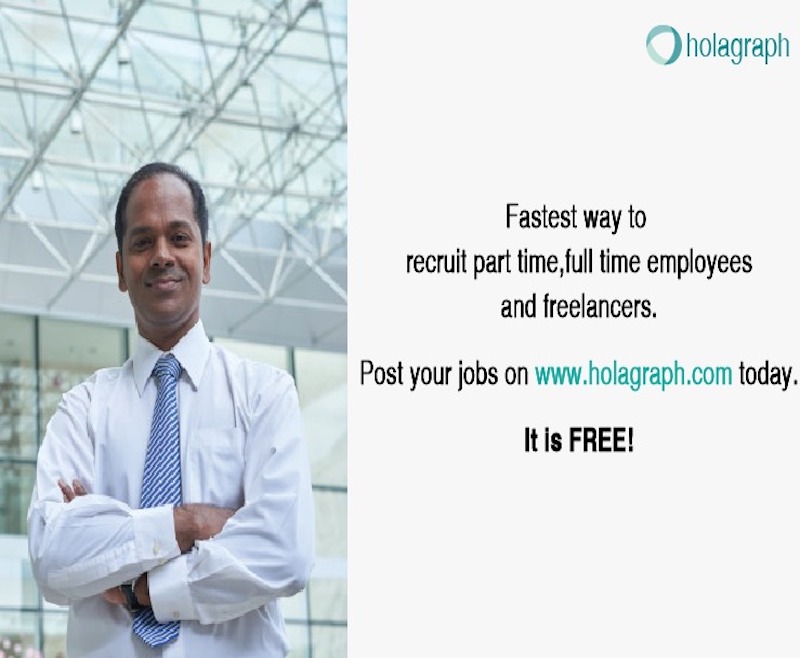 holagraph
Fastest way to
recruit part time,full time employees
and freelancers.
Post your jobs on www.holagraph.com today.
It is FREE!